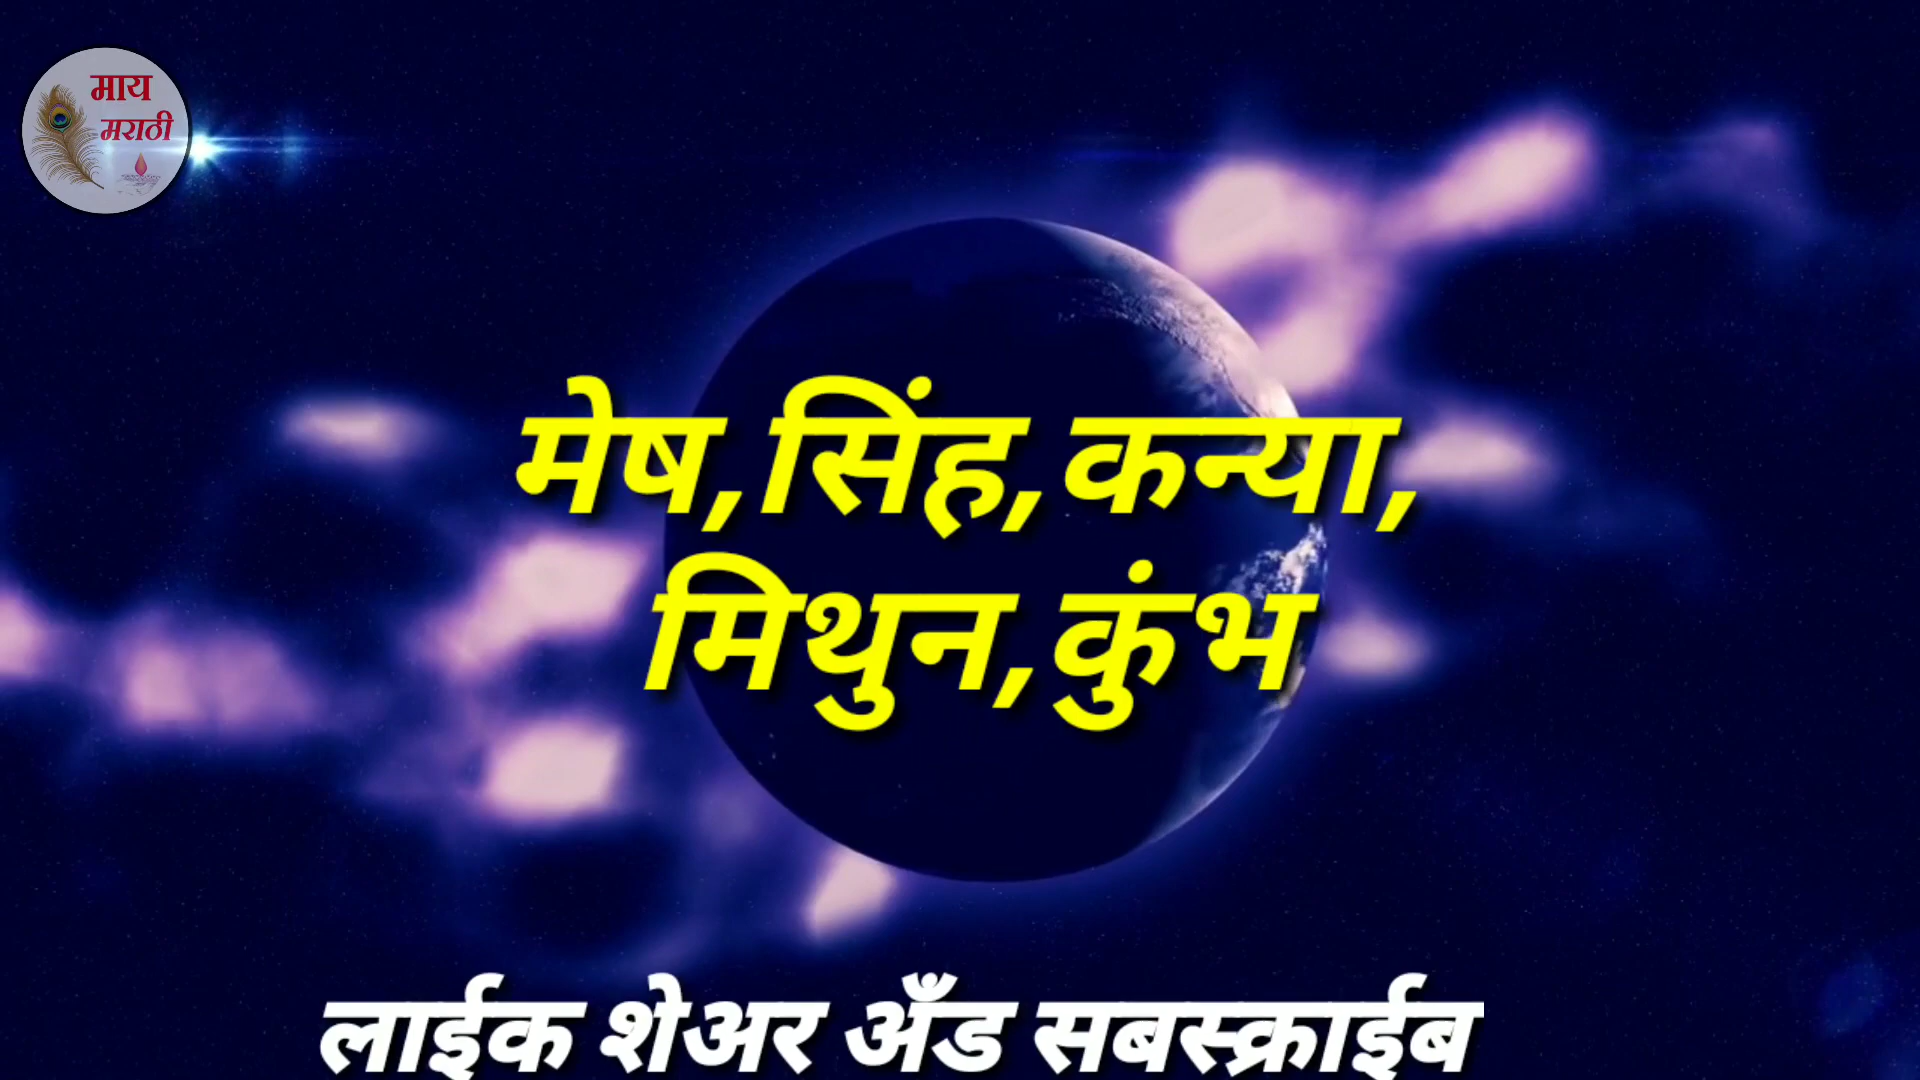 माय
मराठी
मेष,सिंह,कन्या,
मिथुन,कुंभ
लाईक शेअर अँड सबस्क्राईब